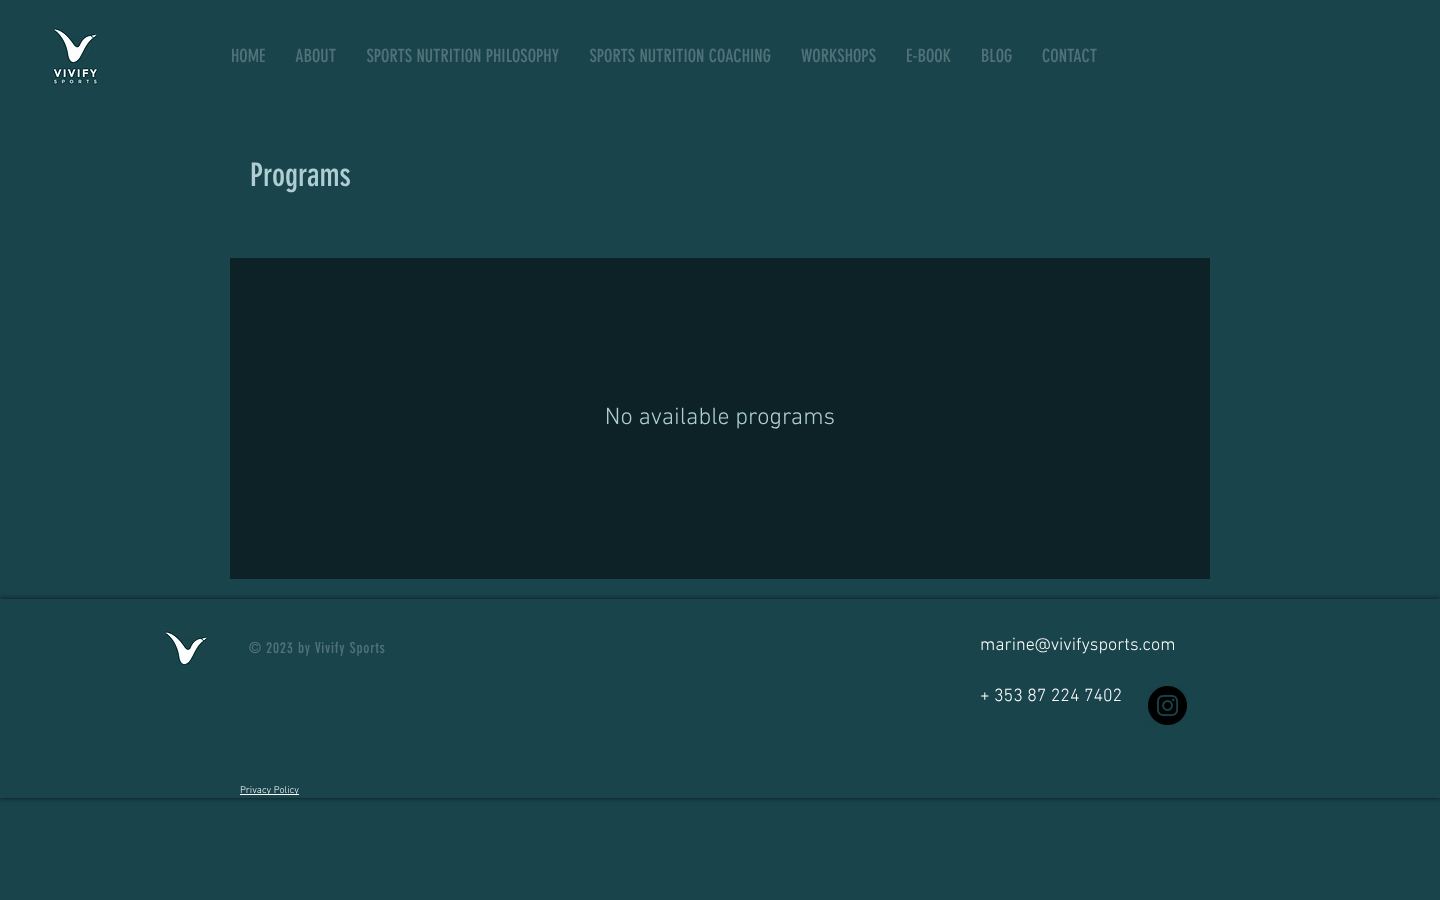 VIVIFY
SPORTS
HOME
ABOUT
SPORTS NUTRITION PHILOSOPHY
SPORTS NUTRITION COACHING
WORKSHOPS
E-BOOK
BLOG
CONTACT
Programs
No available programs
© 2023 by Vivify Sports
marine@vivifysports.com
+ 353 87 224 7402
Privacy Policy